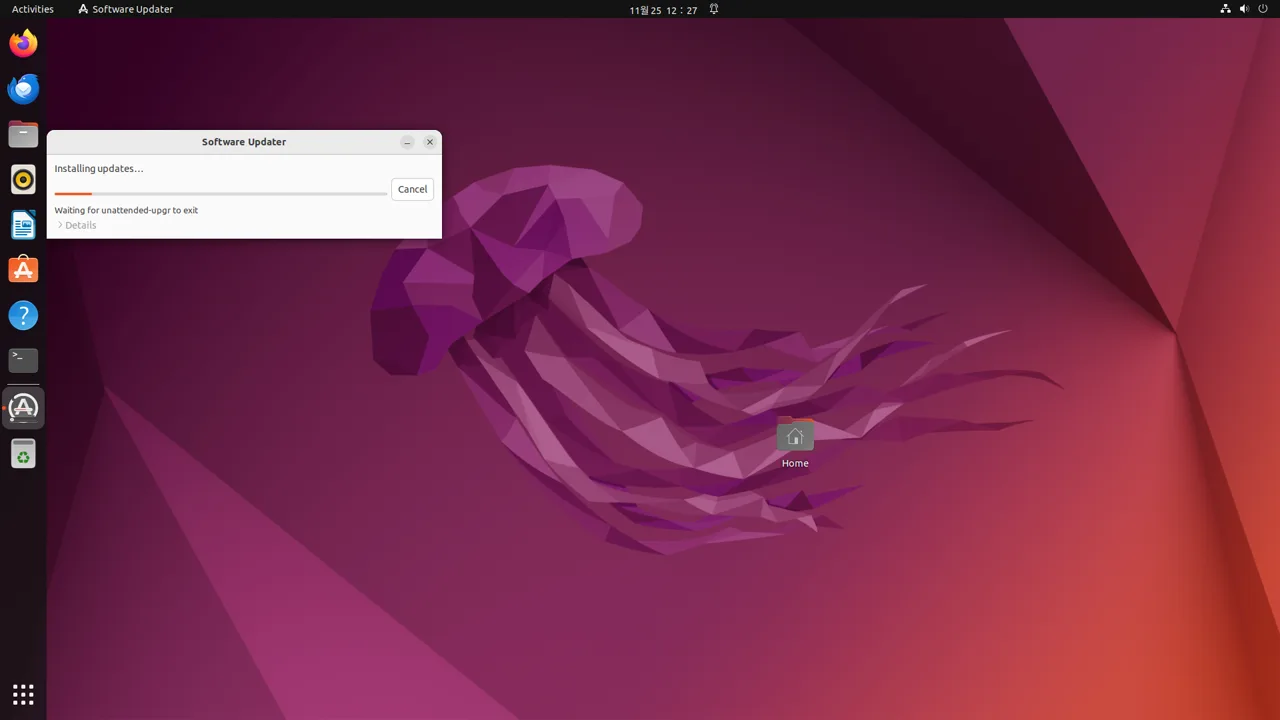 Activities
Software Updater
11월 25 12 : 27
Software Updater
Installing updates…
Cancel
Waiting for unattended-upgr to exit
Details
Home